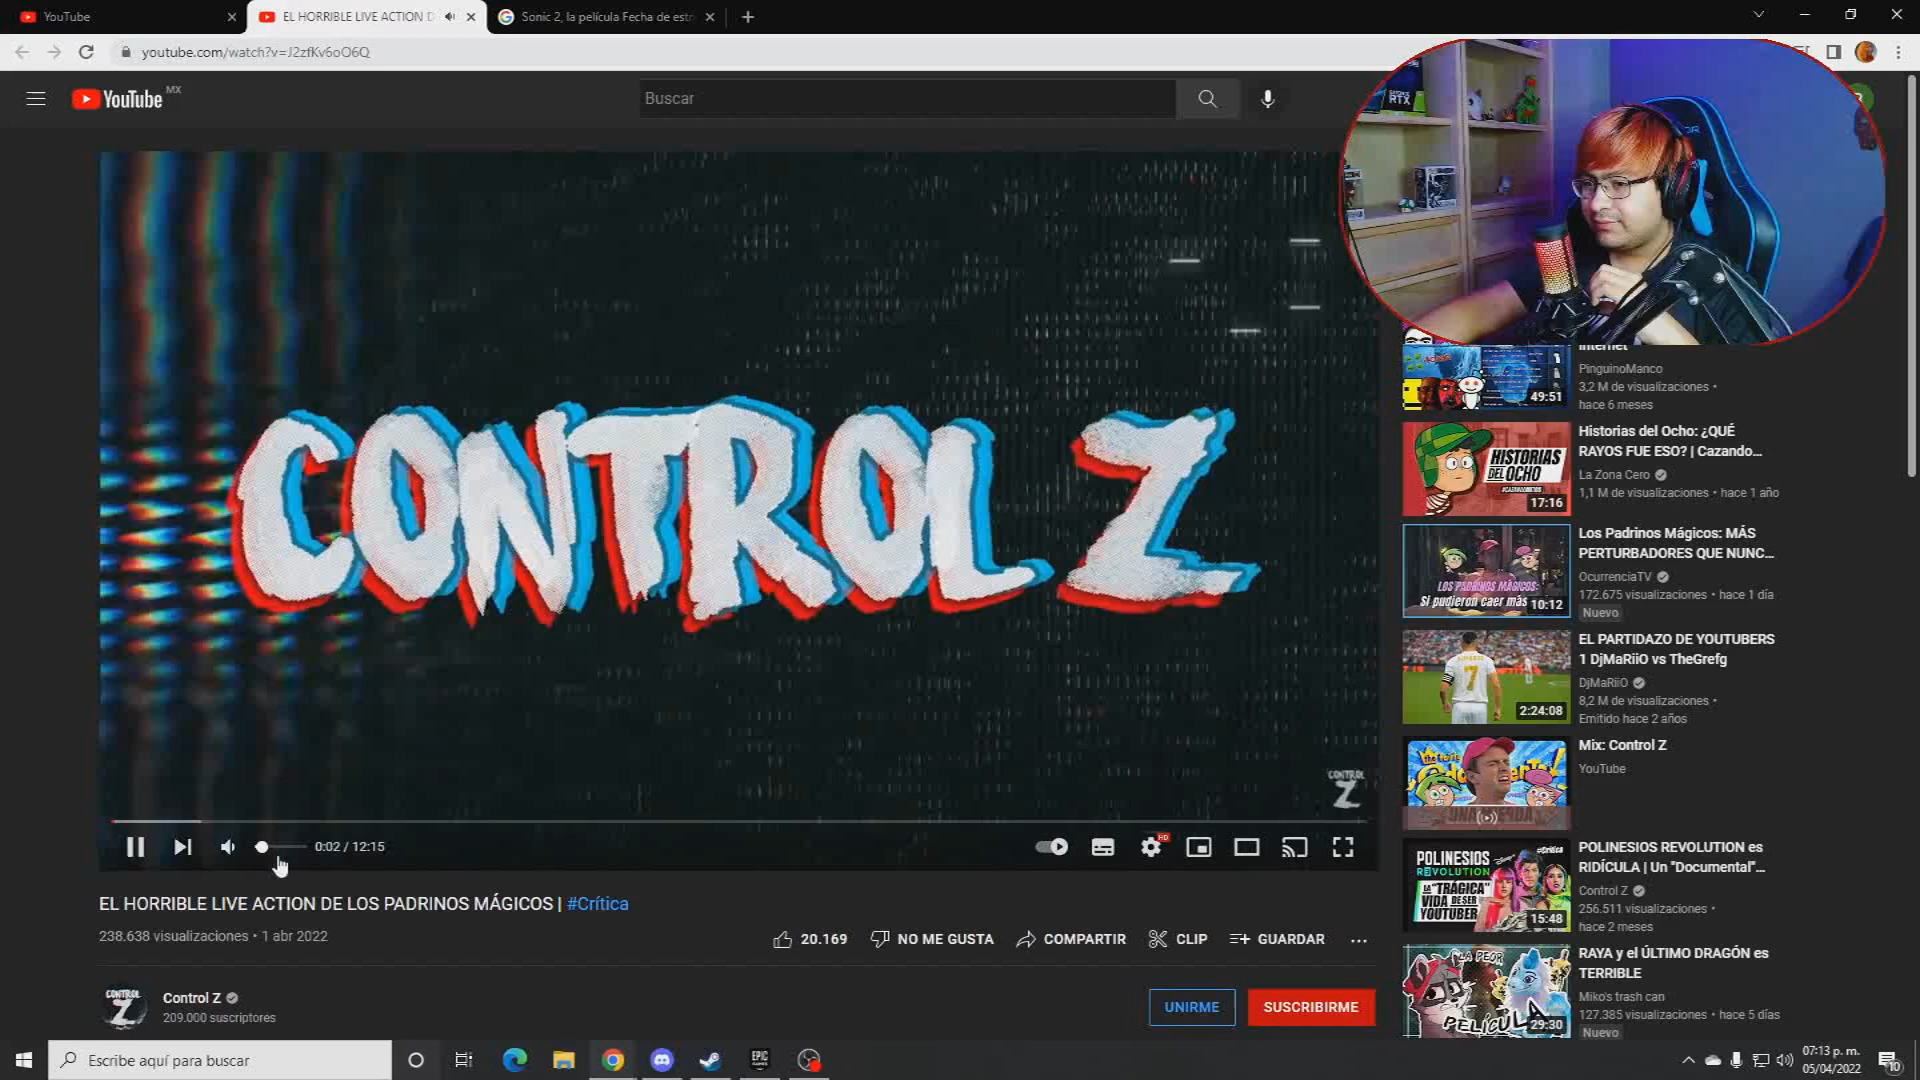 YouTube
EL HORRIBLE LIVE ACTION D
Sonic 2, la película Fecha de estr
youtube.com/watch?v=J2zfKv6oO6Q
YouTube MX
Buscar
RTX
CONTROL Z
CONTROL Z
0:02 / 12:15
HD
EL HORRIBLE LIVE ACTION DE LOS PADRINOS MÁGICOS | #Crítica
238.638 visualizaciones • 1 abr 2022
20.169
NO ME GUSTA
COMPARTIR
CLIP
GUARDAR
CONTROL Z
Control Z
209.000 suscriptores
UNIRME
SUSCRIBIRME
Internet
PinguinoManco
3,2 M de visualizaciones •
hace 6 meses
49:51
Historias del Ocho: ¿QUÉ
RAYOS FUE ESO? | Cazando...
La Zona Cero
1,1 M de visualizaciones • hace 1 año
HISTORIAS
DEL OCHO
17:16
Los Padrinos Mágicos: MÁS
PERTURBADORES QUE NUNC...
OcurrenciaTV
172.675 visualizaciones • hace 1 día
Nuevo
LOS PADRINOS MÁGICOS:
Si pudieron caer más
10:12
EL PARTIDAZO DE YOUTUBERS
1 DjMaRiiO vs TheGrefg
DjMaRiiO
8,2 M de visualizaciones •
Emitido hace 2 años
7
2:24:08
Mix: Control Z
YouTube
POLINESIOS REVOLUTION es
RIDÍCULA | Un "Documental"...
Control Z
256.511 visualizaciones •
hace 2 meses
POLINESIOS
REVOLUTION
LA "TRÁGICA"
VIDA DE SER
YOUTUBER
15:48
RAYA y el ÚLTIMO DRAGÓN es
TERRIBLE
Miko's trash can
127.385 visualizaciones • hace 5 días
Nuevo
LA PEOR
PELÍCULA
29:30
Escribe aquí para buscar
EPIC
GAMES
07:13 p. m.
05/04/2022
10